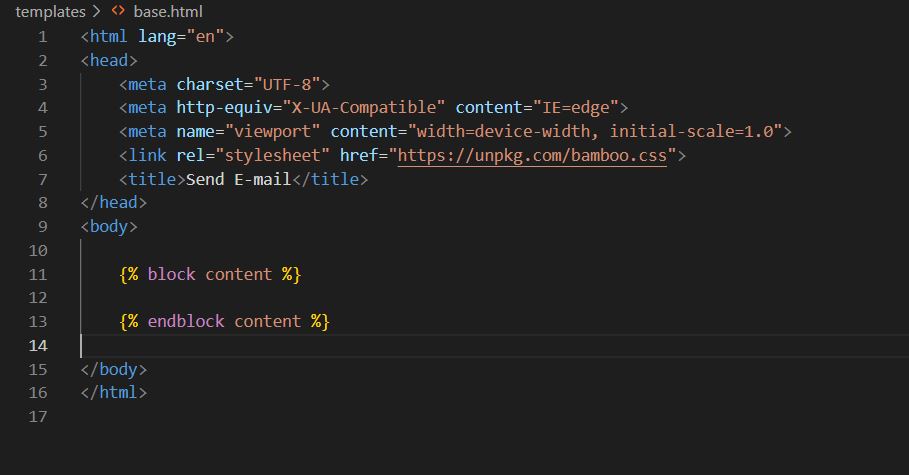 templates > base.html
1 <html lang="en">
2 <head>
3 <meta charset="UTF-8">
4 <meta http-equiv="X-UA-Compatible" content="IE=edge">
5 <meta name="viewport" content="width=device-width, initial-scale=1.0">
6 <link rel="stylesheet" href="https://unpkg.com/bamboo.css">
7 <title>Send E-mail</title>
8 </head>
9 <body>
10
11 {% block content %}
12
13 {% endblock content %}
14
15 </body>
16 </html>
17